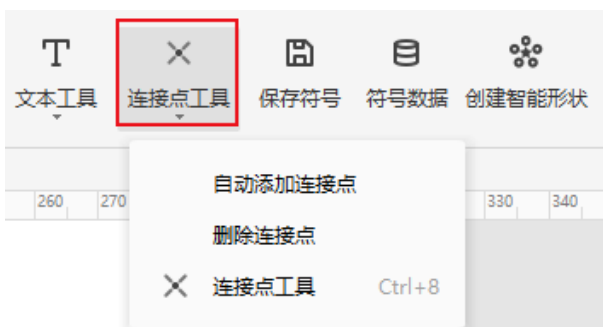 文本工具 连接点工具 保存符号 符号数据 创建智能形状
自动添加连接点
260 270 330 340
删除连接点
连接点工具 Ctrl+8